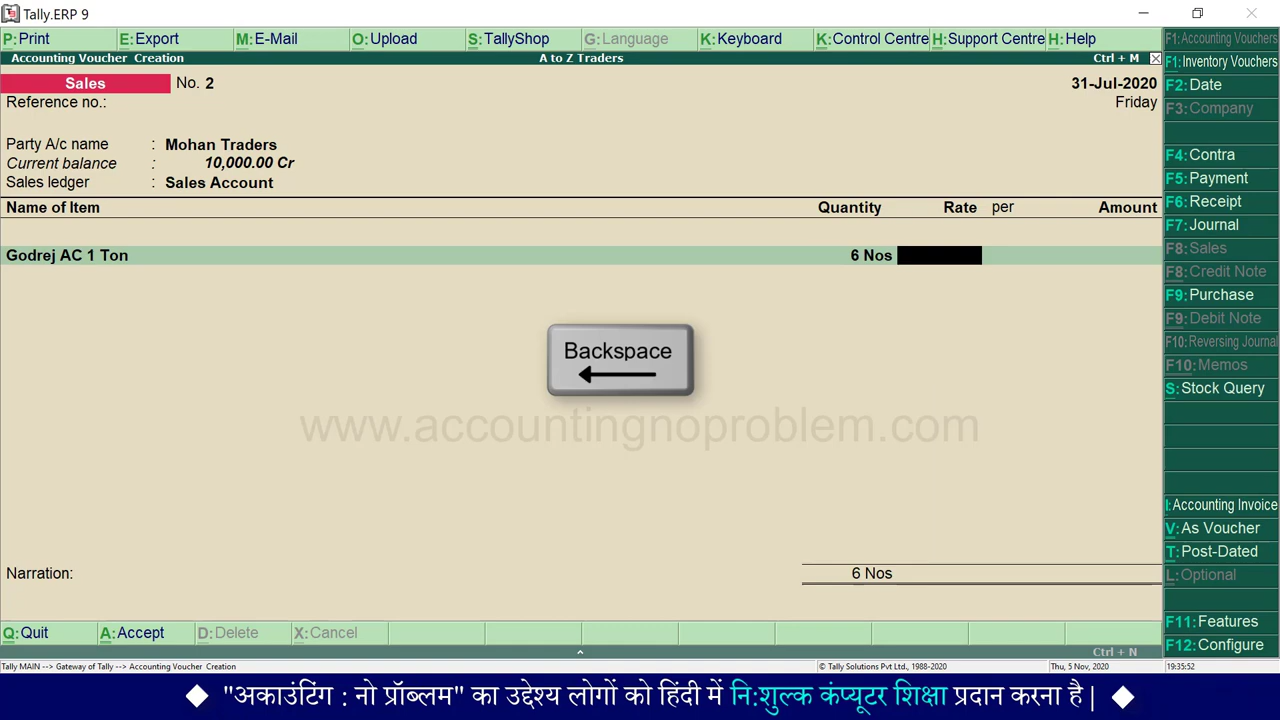 Tally.ERP 9
P:Print E:Export M:E-Mail O:Upload S:TallyShop G:Language K:Keyboard K:Control Centre H:Support Centre H:Help
F1:Accounting Vouchers
Accounting Voucher Creation A to Z Traders Ctrl + M
F1:Inventory Vouchers
Sales No. 2 31-Jul-2020
F2:Date
Reference no.: Friday
F3:Company
Party A/c name : Mohan Traders
F4:Contra
Current balance : 10,000.00 Cr
Sales ledger : Sales Account
F5:Payment
Name of Item Quantity Rate per Amount
F6:Receipt
F7:Journal
F8:Sales
Godrej AC 1 Ton 6 Nos
F8:Credit Note
F9:Purchase
F9:Debit Note
F10:Reversing Journal
Backspace
F10:Memos
S:Stock Query
www.accountingnoproblem.com
I:Accounting Invoice
V:As Voucher
T:Post-Dated
Narration: 6 Nos
L:Optional
F11:Features
Q:Quit A:Accept D:Delete X:Cancel
F12:Configure
Ctrl + N
Tally MAIN --> Gateway of Tally --> Accounting Voucher Creation © Tally Solutions Pvt Ltd., 1988-2020 Thu, 5 Nov, 2020 19:35:52
"अकाउंटिंग : नो प्रॉब्लम" का उद्देश्य लोगों को हिंदी में नि:शुल्क कंप्यूटर शिक्षा प्रदान करना है |